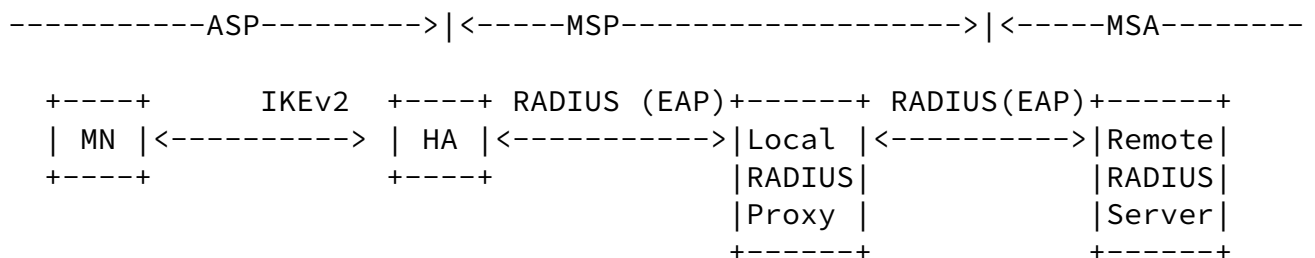 -----------ASP--------->|<-----MSP------------------->|<-----MSA--------
+----+      IKEv2  +----+ RADIUS (EAP)+------+ RADIUS(EAP)+------+
| MN |<----------> | HA |<----------->|Local |<---------->|Remote|
+----+             +----+             |RADIUS|            |RADIUS|
                                      |Proxy |            |Server|
                                      +------+            +------+